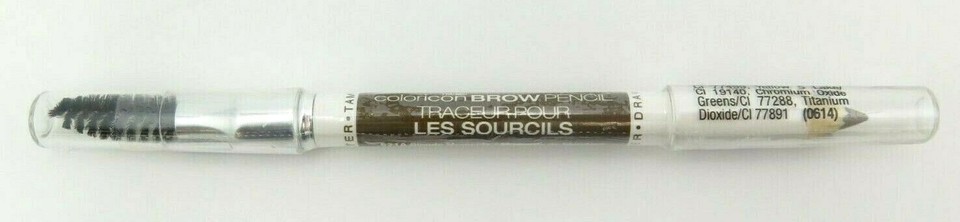 coloricon BROW PENCIL
TRACEUR POUR
LES SOURCILS
CI 19140, Chromium Oxide
Greens/CI 77288, Titanium
Dioxide/CI 77891 (0614)